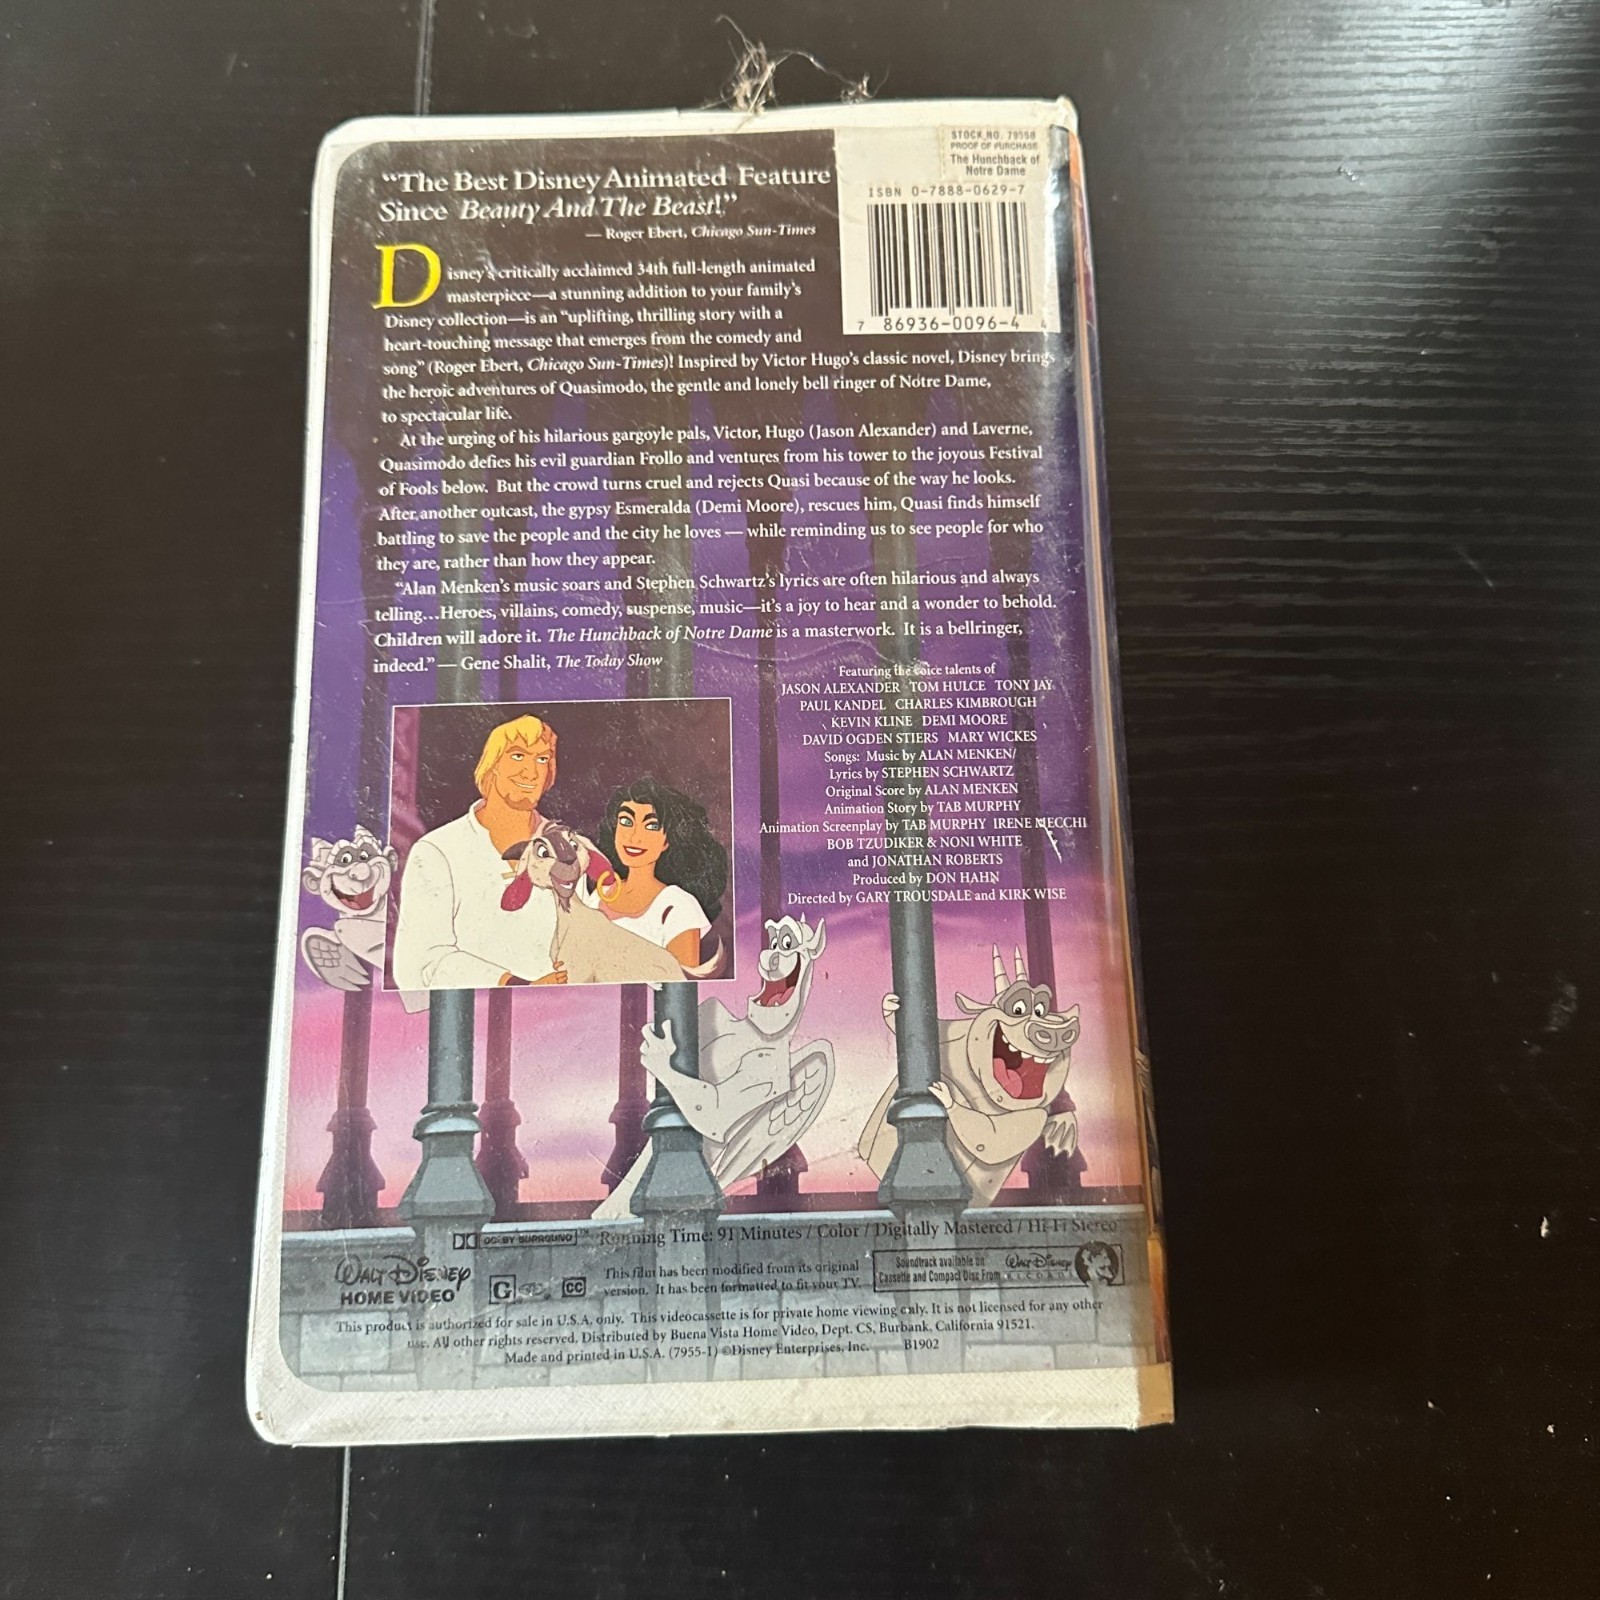 "The Best Disney Animated Feature
Since Beauty And The Beast!"
— Roger Ebert, Chicago Sun-Times
STOCK NO. 79550
PROOF OF PURCHASE
The Hunchback of
Notre Dame
ISBN 0-7888-0629-7
7 86936-0096-4 4
Disney's critically acclaimed 34th full-length animated
masterpiece—a stunning addition to your family's
Disney collection—is an "uplifting, thrilling story with a
heart-touching message that emerges from the comedy and
song" (Roger Ebert, Chicago Sun-Times)! Inspired by Victor Hugo's classic novel, Disney brings
the heroic adventures of Quasimodo, the gentle and lonely bell ringer of Notre Dame,
to spectacular life.
At the urging of his hilarious gargoyle pals, Victor, Hugo (Jason Alexander) and Laverne,
Quasimodo defies his evil guardian Frollo and ventures from his tower to the joyous Festival
of Fools below. But the crowd turns cruel and rejects Quasi because of the way he looks.
After another outcast, the gypsy Esmeralda (Demi Moore), rescues him, Quasi finds himself
battling to save the people and the city he loves — while reminding us to see people for who
they are, rather than how they appear.
"Alan Menken's music soars and Stephen Schwartz's lyrics are often hilarious and always
telling...Heroes, villains, comedy, suspense, music—it's a joy to hear and a wonder to behold.
Children will adore it. The Hunchback of Notre Dame is a masterwork. It is a bellringer,
indeed." — Gene Shalit, The Today Show
Featuring the voice talents of
JASON ALEXANDER TOM HULCE TONY JAY
PAUL KANDEL CHARLES KIMBROUGH
KEVIN KLINE DEMI MOORE
DAVID OGDEN STIERS MARY WICKES
Songs: Music by ALAN MENKEN/
Lyrics by STEPHEN SCHWARTZ
Original Score by ALAN MENKEN
Animation Story by TAB MURPHY
Animation Screenplay by TAB MURPHY IRENE MECCHI
BOB TZUDIKER & NONI WHITE
and JONATHAN ROBERTS
Produced by DON HAHN
Directed by GARY TROUSDALE and KIRK WISE
DOLBY SURROUND™ Running Time: 91 Minutes / Color / Digitally Mastered / Hi-Fi Stereo
WALT DISNEY
HOME VIDEO
G
CC
This film has been modified from its original
version. It has been formatted to fit your TV.
Soundtrack available on
Cassette and Compact Disc From
Walt Disney
RECORDS
This product is authorized for sale in U.S.A. only. This videocassette is for private home viewing only. It is not licensed for any other
use. All other rights reserved. Distributed by Buena Vista Home Video, Dept. CS, Burbank, California 91521.
Made and printed in U.S.A. (7955-1) ©Disney Enterprises, Inc. B1902